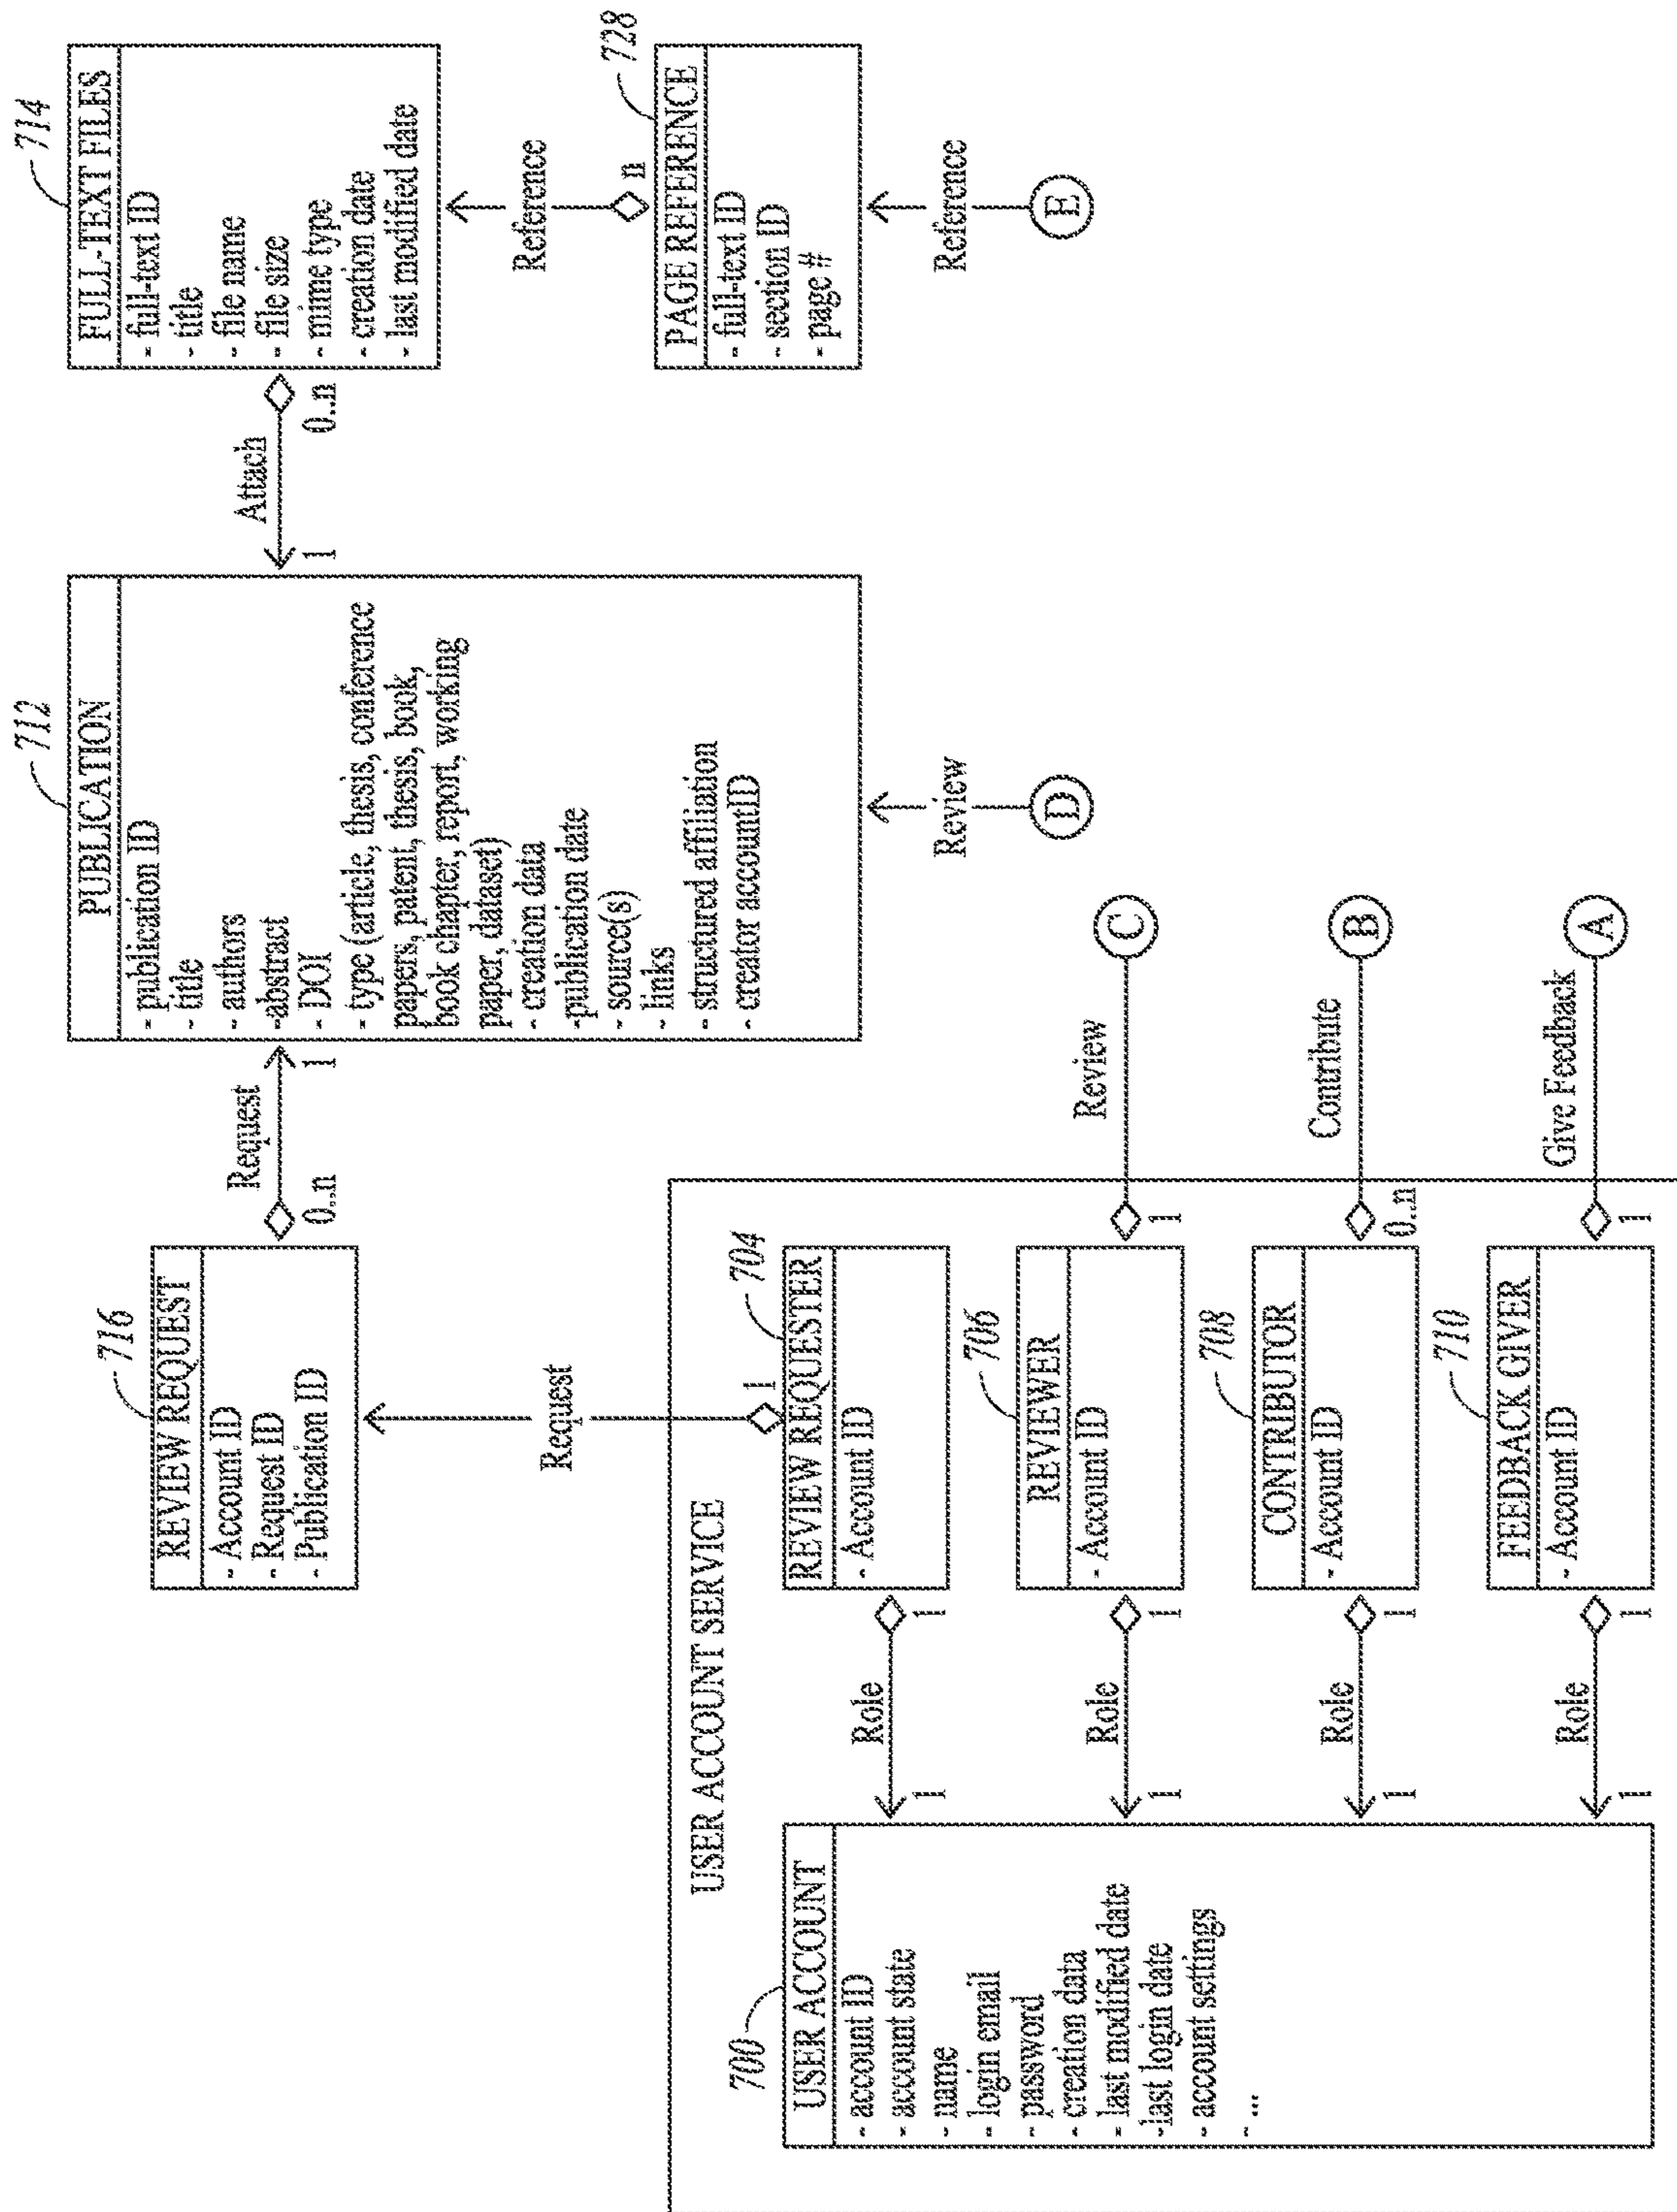 716
REVIEW REQUEST
- Account ID
- Request ID
- Publication ID
Request
0..n
1
712
PUBLICATION
- publication ID
- title
- authors
-abstract
- DOI
- type (article, thesis, conference
papers, patent, thesis, book,
book chapter, report, working
paper, dataset)
- creation data
-publication date
- source(s)
- links
- structured affiliation
- creator accountID
Attach
1
0..n
714
FULL-TEXT FILES
- full-text ID
- title
- file name
- file size
- mime type
- creation date
- last modified date
Reference
n
728
PAGE REFERENCE
- full-text ID
- section ID
- page #
Reference
E
Review
D
Request
1
USER ACCOUNT SERVICE
700
USER ACCOUNT
- account ID
- account state
- name
- login email
- password
- creation data
- last modified date
-last login date
- account settings
- ...
Role
1
1
704
REVIEW REQUESTER
- Account ID
Role
1
1
706
REVIEWER
- Account ID
1
Review
C
Role
1
1
708
CONTRIBUTOR
- Account ID
0..n
Contribute
B
Role
1
1
710
FEEDBACK GIVER
- Account ID
1
Give Feedback
A